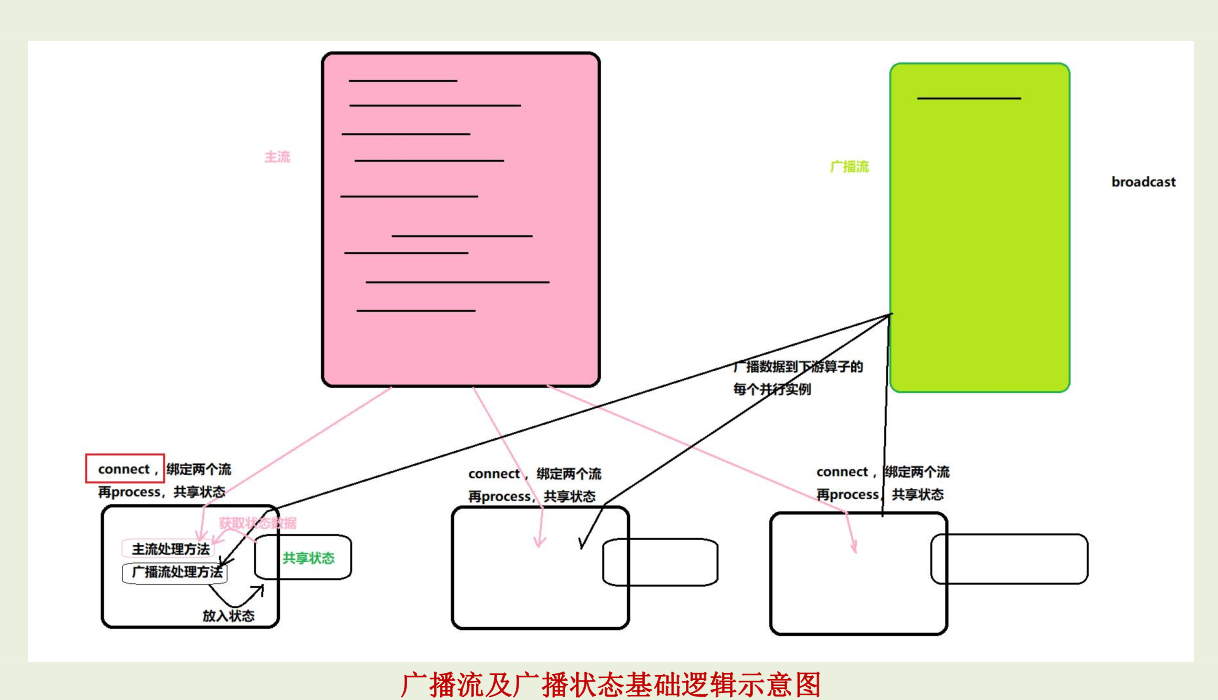 主流
广播流
broadcast
广播数据到下游算子的
每个并行实例
connect ，绑定两个流
再process，共享状态
connect ，绑定两个流
再process，共享状态
connect ，绑定两个流
再process，共享状态
获取状态数据
主流处理方法
广播流处理方法
共享状态
放入状态
广播流及广播状态基础逻辑示意图